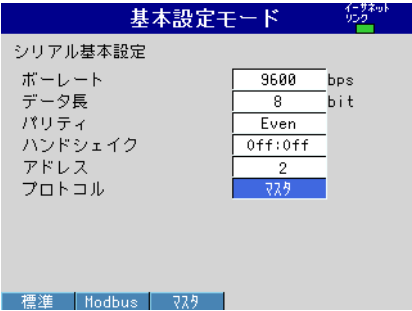 基本設定モード
イーサネット
リンク
シリアル基本設定
ボーレート 9600 bps
データ長 8 bit
パリティ Even
ハンドシェイク Off:Off
アドレス 2
プロトコル マスタ
標準 Modbus マスタ